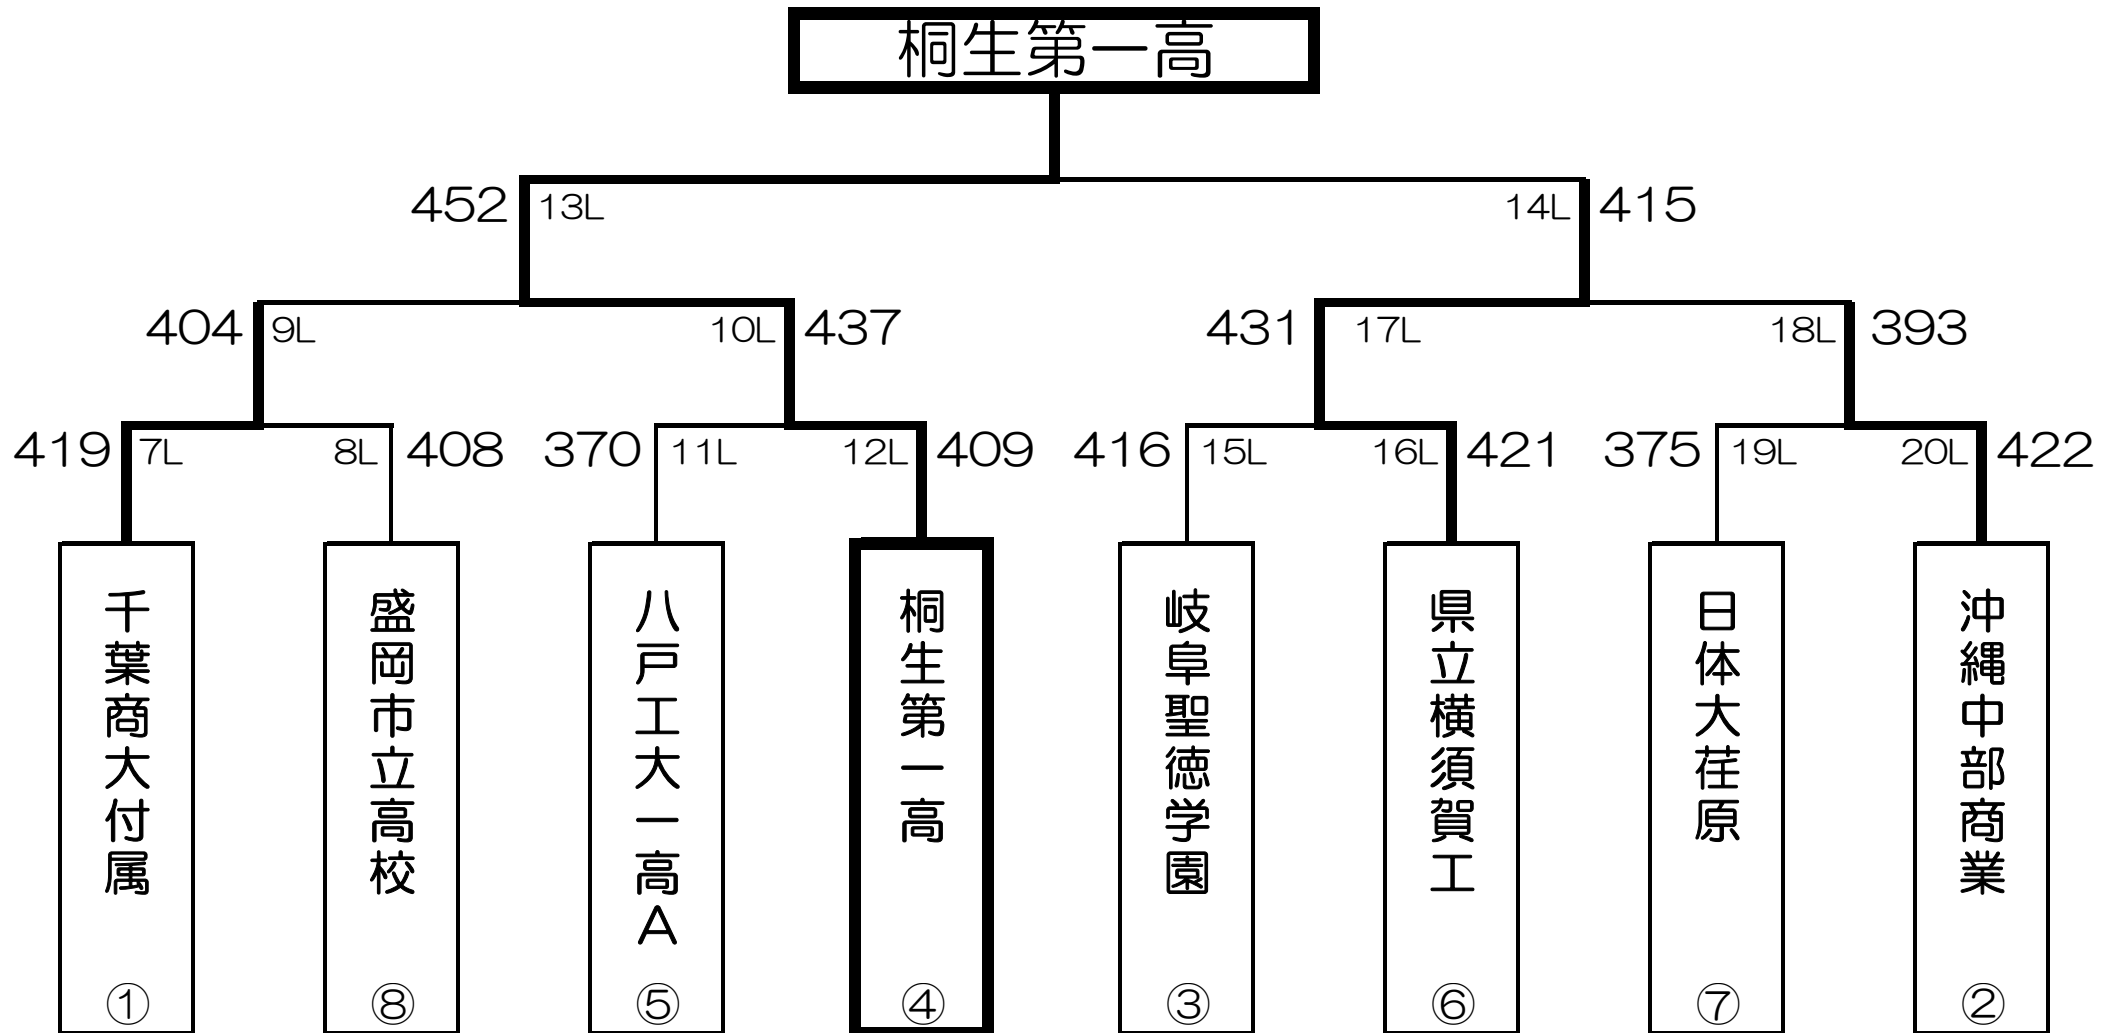 桐生第一高
452 13L 14L 415
404 9L 10L 437 431 17L 18L 393
419 7L 8L 408 370 11L 12L 409 416 15L 16L 421 375 19L 20L 422
千葉商大付属
①
盛岡市立高校
⑧
八戸工大一高A
⑤
桐生第一高
④
岐阜聖徳学園
③
県立横須賀工
⑥
日体大荏原
⑦
沖縄中部商業
②